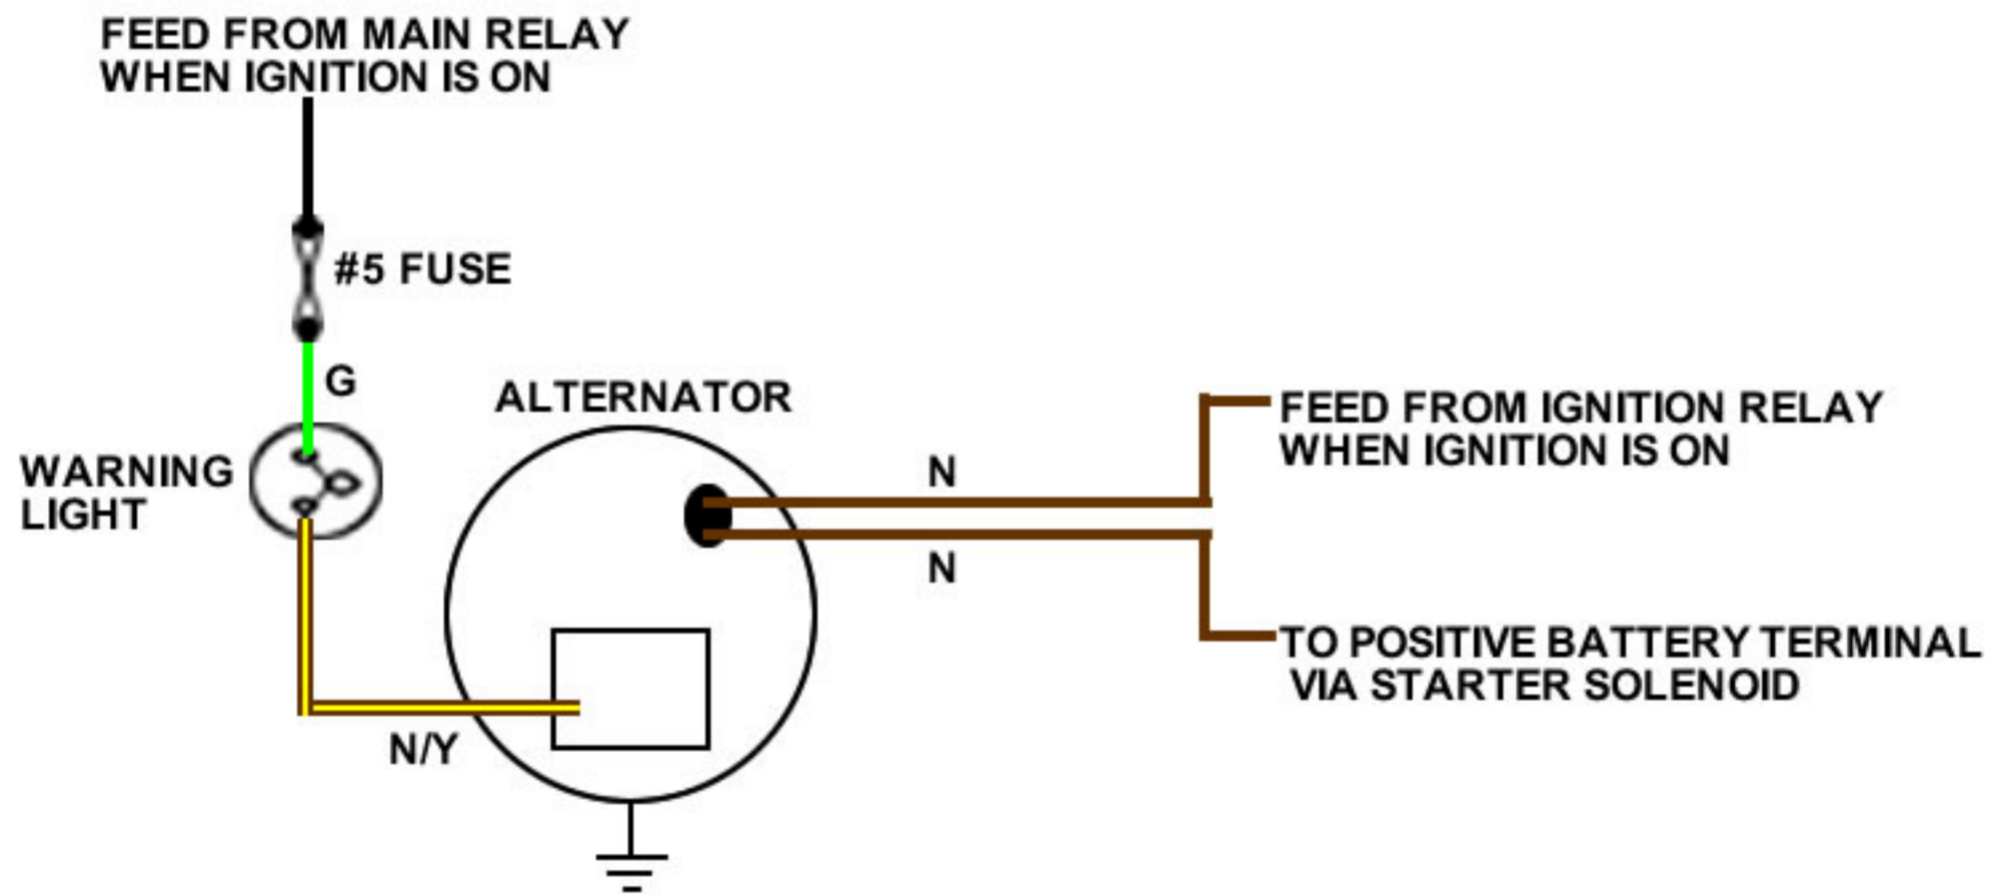 FEED FROM MAIN RELAY
WHEN IGNITION IS ON
#5 FUSE
G
ALTERNATOR
WARNING
LIGHT
N
N
FEED FROM IGNITION RELAY
WHEN IGNITION IS ON
TO POSITIVE BATTERY TERMINAL
VIA STARTER SOLENOID
N/Y